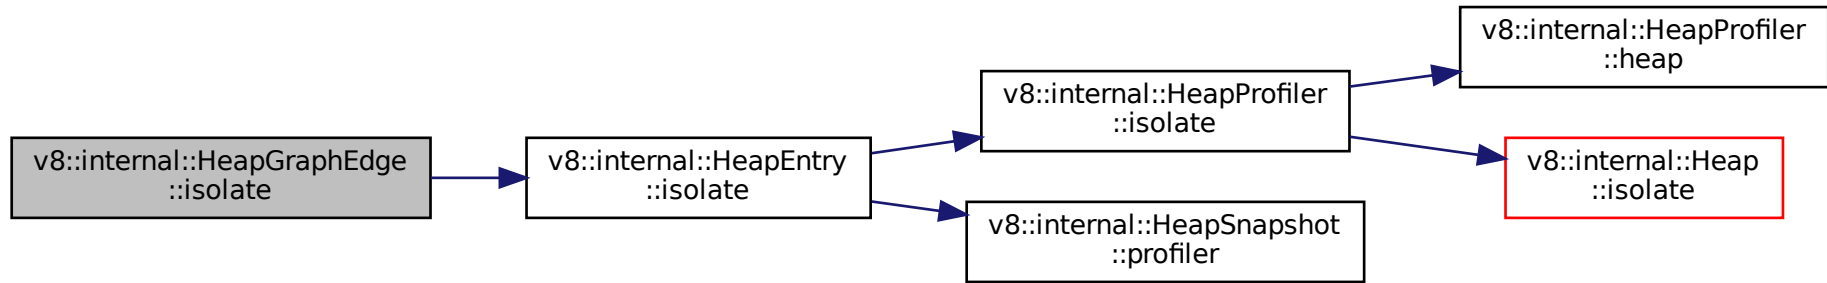 v8::internal::HeapGraphEdge
::isolate
v8::internal::HeapEntry
::isolate
v8::internal::HeapProfiler
::isolate
v8::internal::HeapProfiler
::heap
v8::internal::Heap
::isolate
v8::internal::HeapSnapshot
::profiler